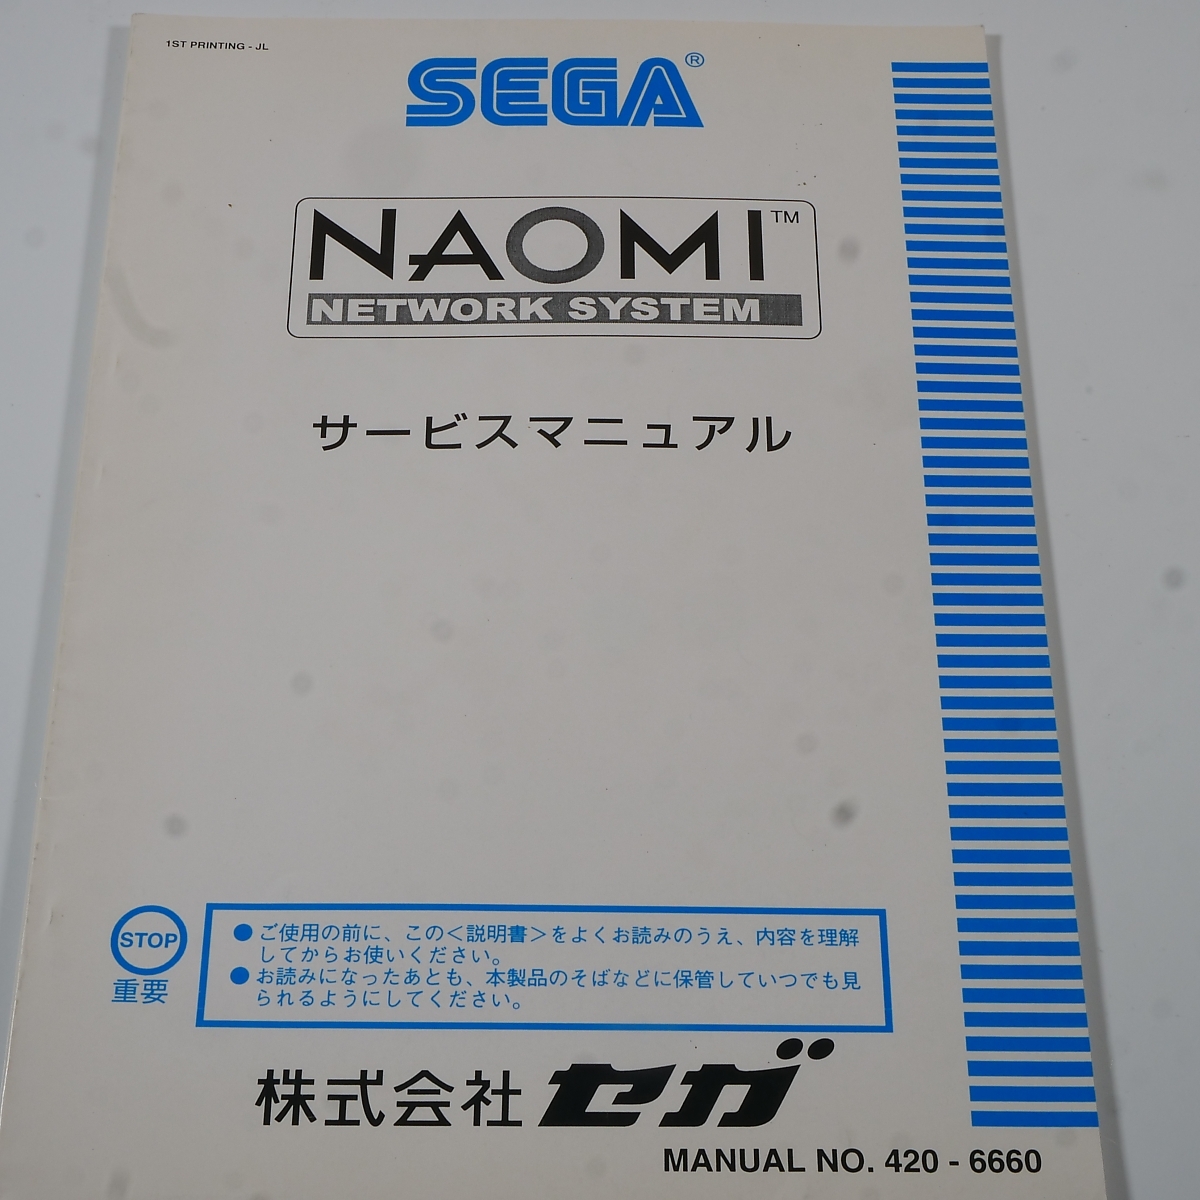 1ST PRINTING - JL
SEGA®
NAOMI™
NETWORK SYSTEM
サービスマニュアル
STOP
重要
●ご使用の前に、この＜説明書＞をよくお読みのうえ、内容を理解
してからお使いください。
●お読みになったあとも、本製品のそばなどに保管していつでも見
られるようにしてください。
株式会社セガ
MANUAL NO. 420 - 6660